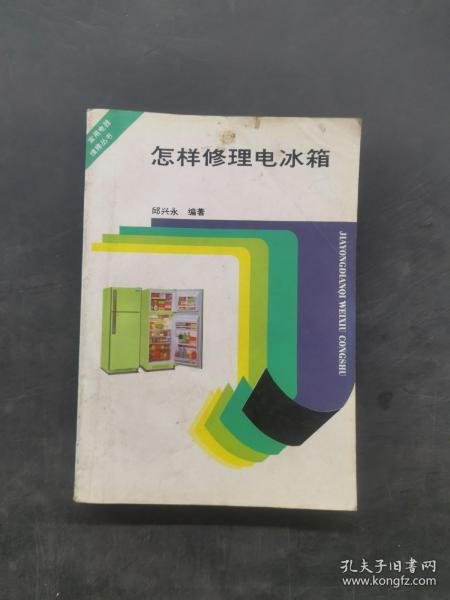 家用电器
维修丛书
怎样修理电冰箱
邱兴永 编著
JIAYONGDIANQI WEIXIU CONGSHU
孔夫子旧书网
www.kongfz.com